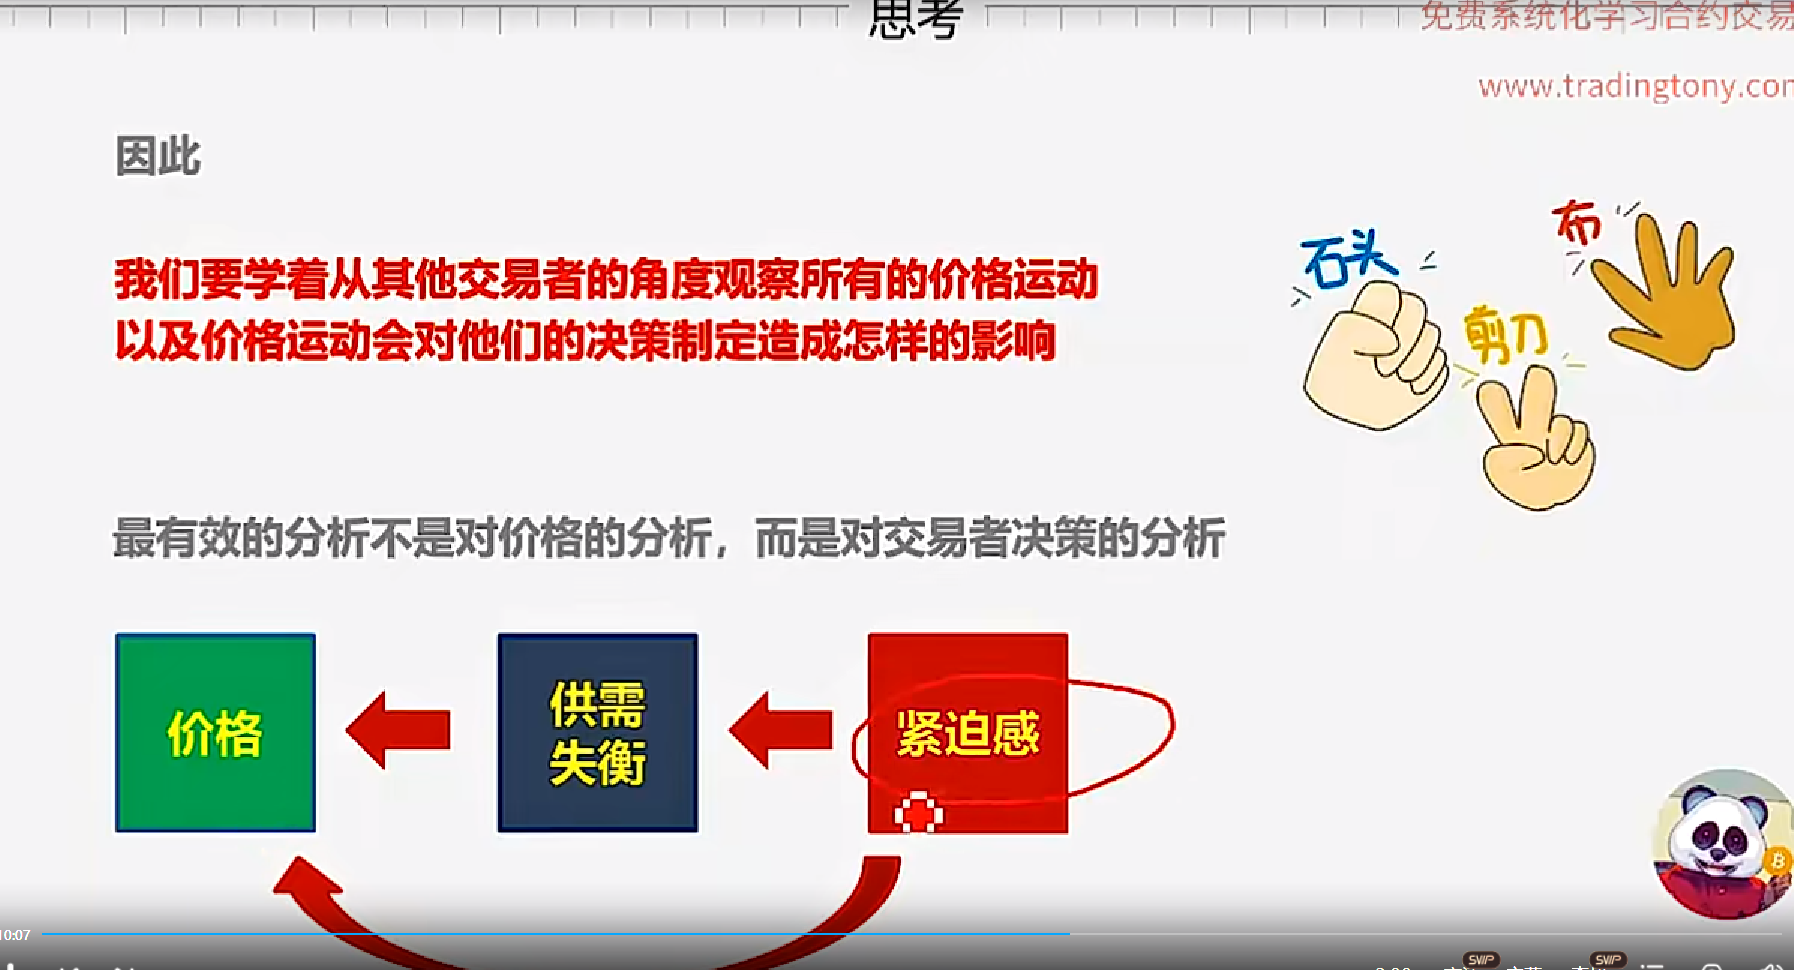 思考
免费系统化学习合约交易
www.tradingtony.com
因此
我们要学着从其他交易者的角度观察所有的价格运动
以及价格运动会对他们的决策制定造成怎样的影响
石头
布
剪刀
最有效的分析不是对价格的分析，而是对交易者决策的分析
价格
供需
失衡
紧迫感
10:07
SVIP
SVIP